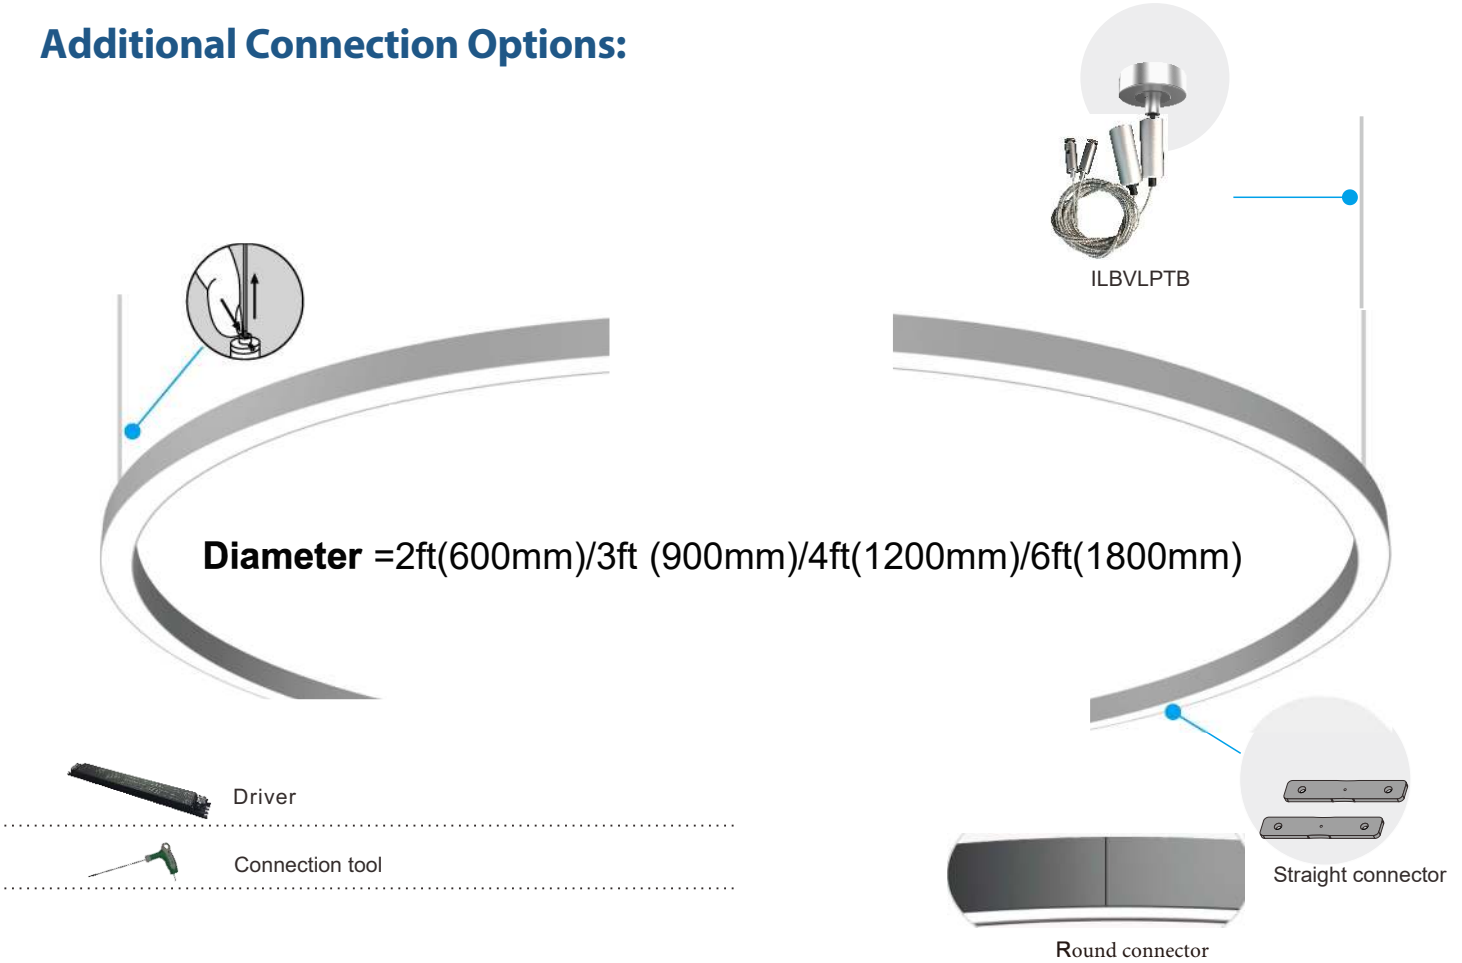 Additional Connection Options:
ILBVLPTB
Diameter =2ft(600mm)/3ft (900mm)/4ft(1200mm)/6ft(1800mm)
Driver
Connection tool
Straight connector
Round connector